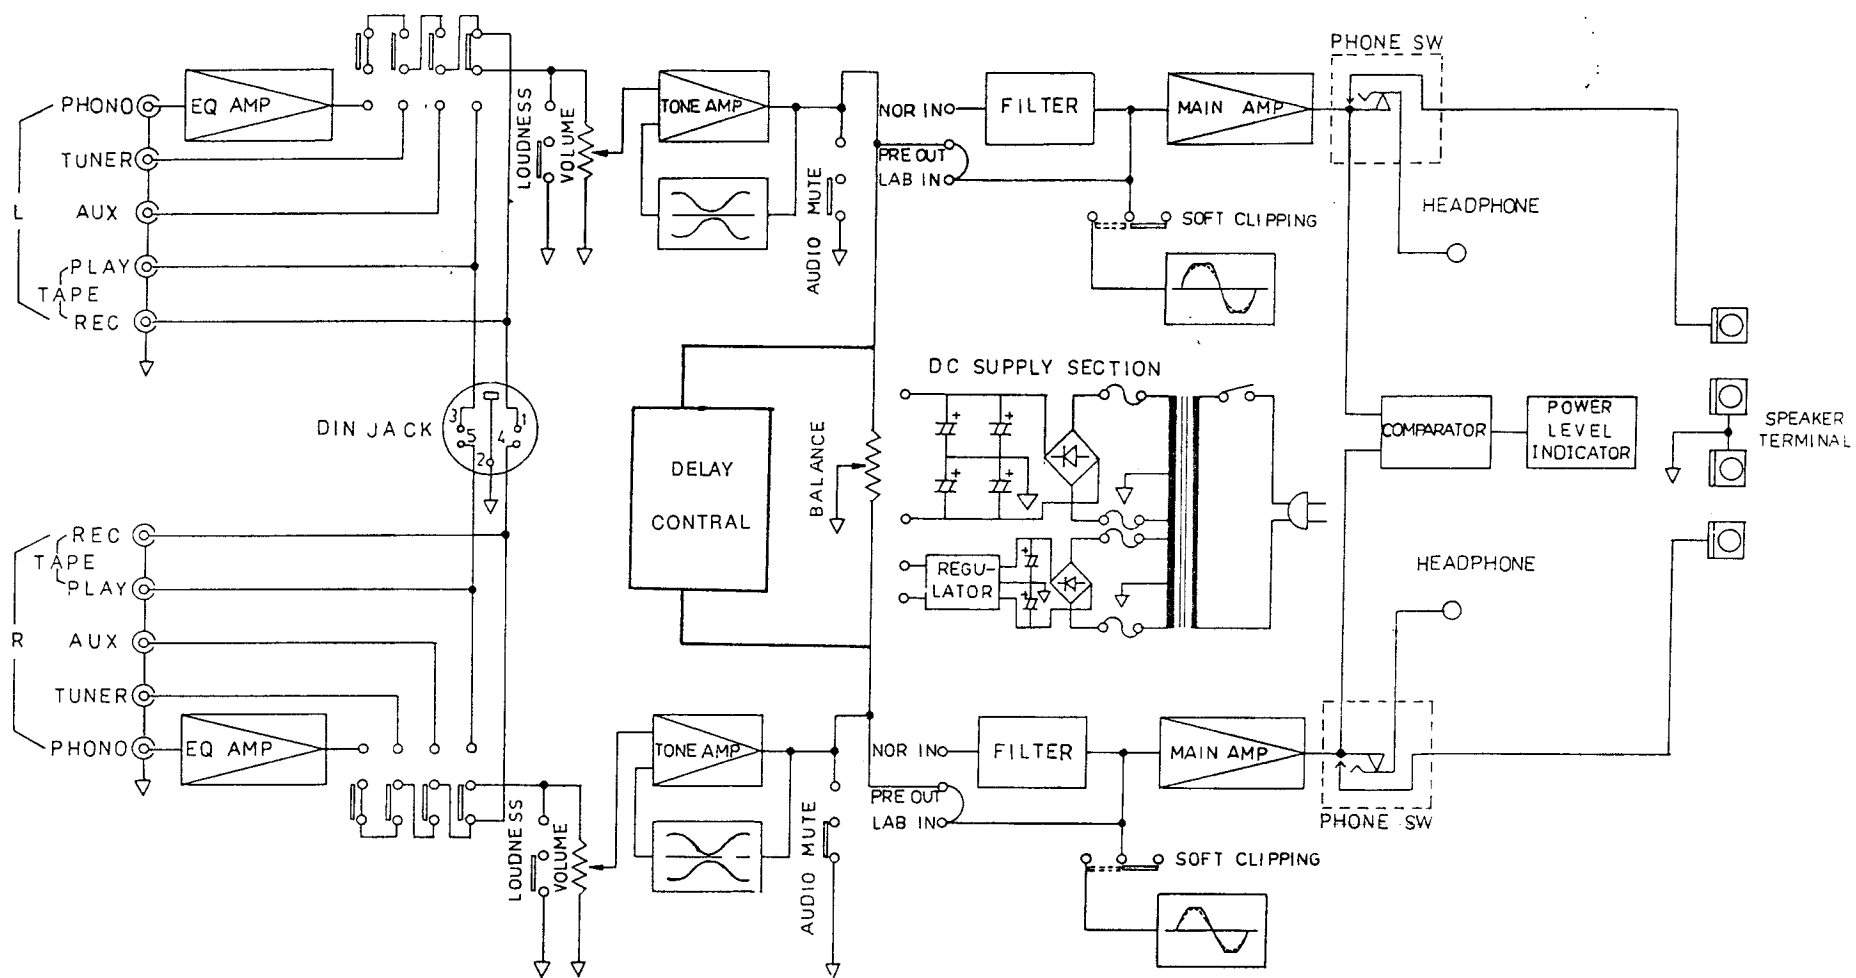 PHONE SW
PHONO
EQ AMP
LOUDNESS
VOLUME
TONE AMP
NOR IN
FILTER
MAIN AMP
TUNER
PRE OUT
LAB IN
AUDIO MUTE
L
AUX
SOFT CLIPPING
HEADPHONE
PLAY
TAPE
REC
DC SUPPLY SECTION
DIN JACK
3
1
5
4
2
DELAY
CONTRAL
BALANCE
+
+
+
+
COMPARATOR
POWER
LEVEL
INDICATOR
SPEAKER
TERMINAL
REC
TAPE
PLAY
REGU-
LATOR
+
+
HEADPHONE
R
AUX
TUNER
PHONO
EQ AMP
TONE AMP
NOR IN
FILTER
MAIN AMP
PRE OUT
LAB IN
PHONE SW
LOUDNESS
VOLUME
AUDIO MUTE
SOFT CLIPPING